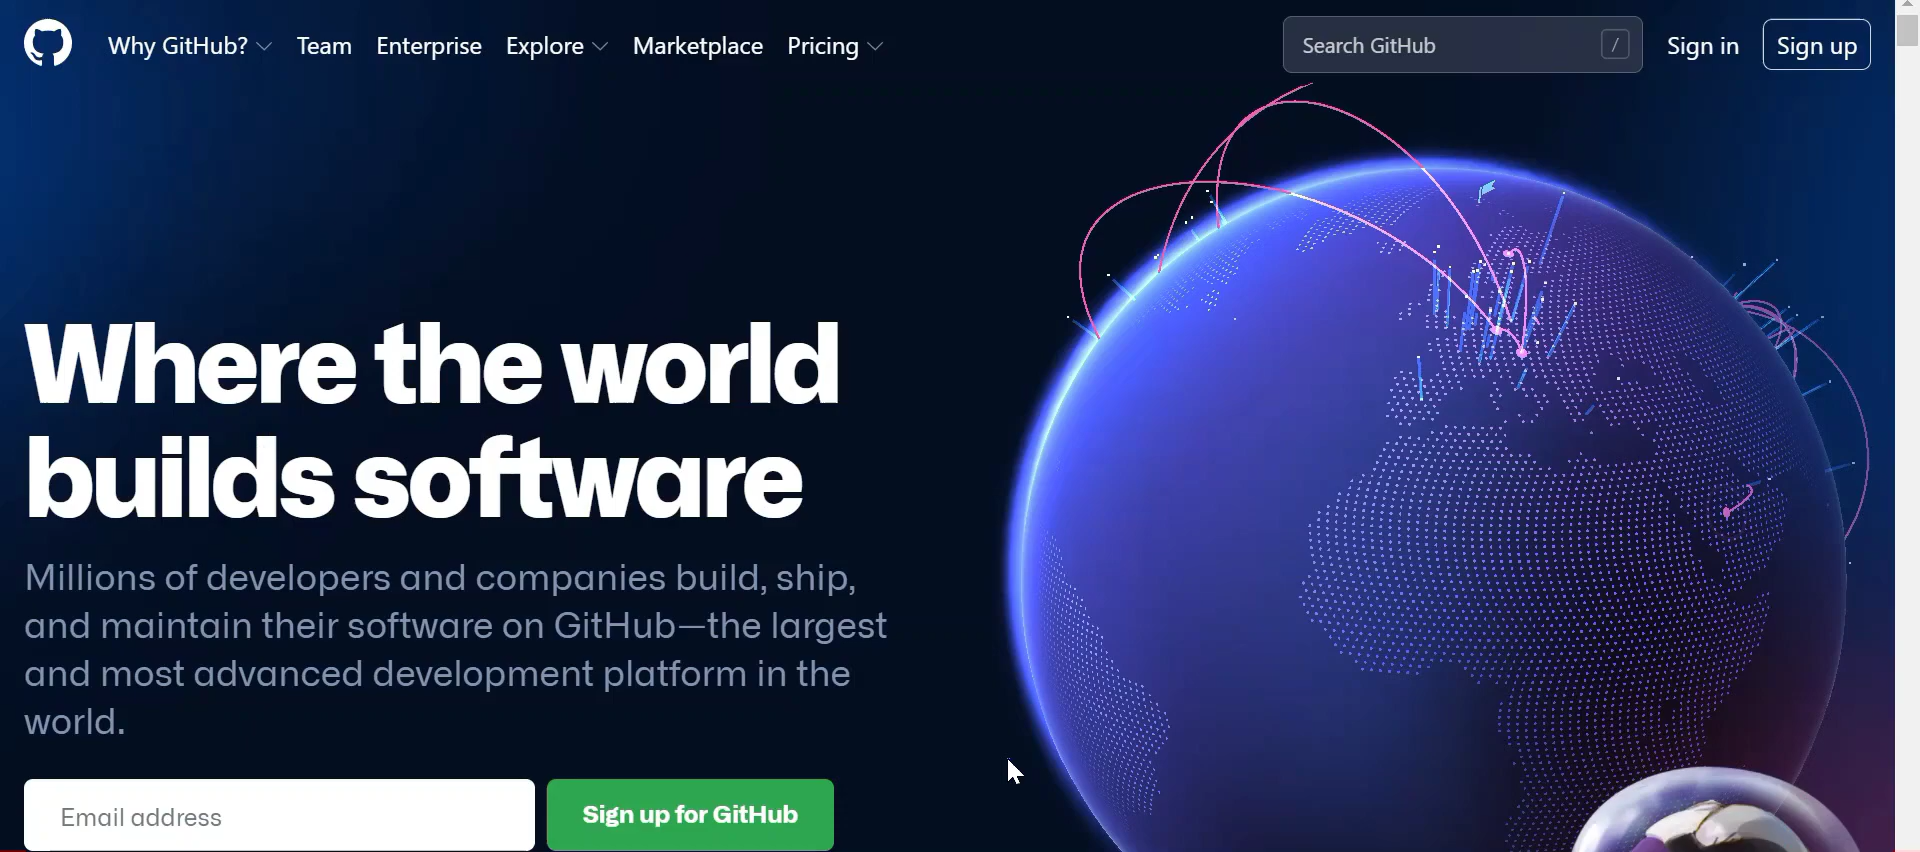 Why GitHub? Team Enterprise Explore Marketplace Pricing Search GitHub / Sign in Sign up
Where the world
builds software
Millions of developers and companies build, ship,
and maintain their software on GitHub—the largest
and most advanced development platform in the
world.
Email address Sign up for GitHub